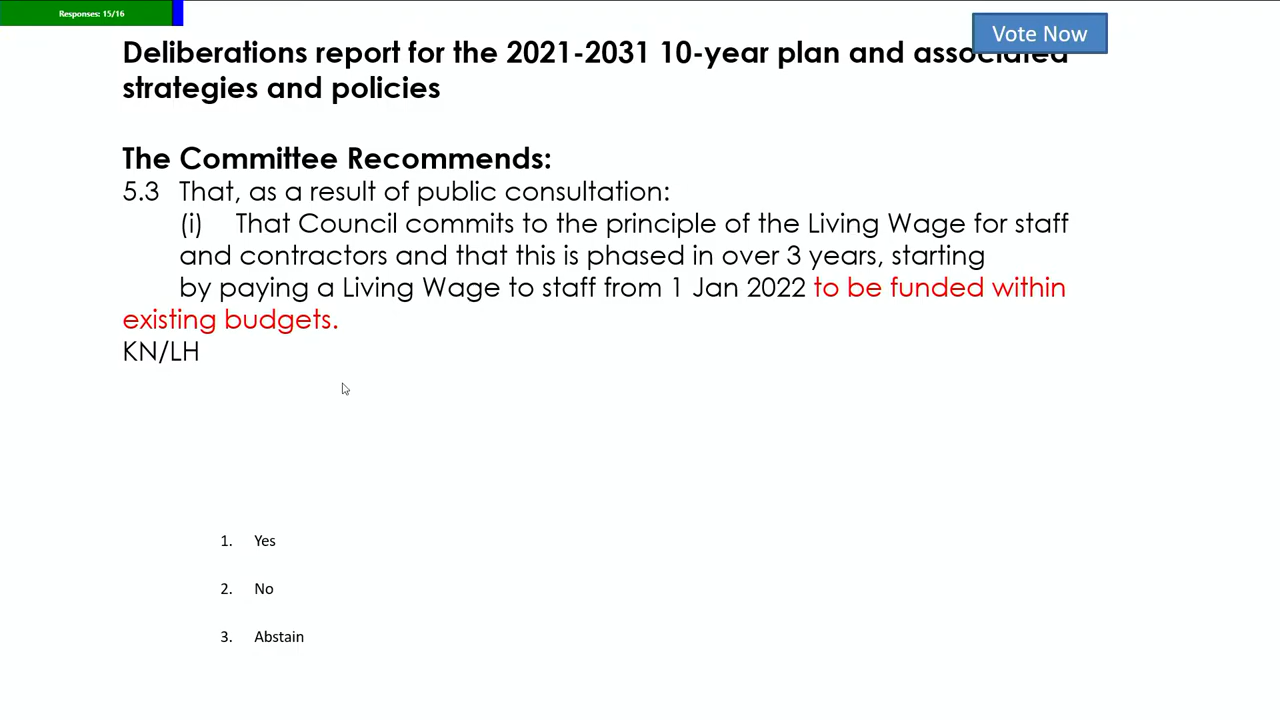 Responses: 15/16
Vote Now
Deliberations report for the 2021-2031 10-year plan and associated
strategies and policies
The Committee Recommends:
5.3 That, as a result of public consultation:
(i) That Council commits to the principle of the Living Wage for staff
and contractors and that this is phased in over 3 years, starting
by paying a Living Wage to staff from 1 Jan 2022 to be funded within
existing budgets.
KN/LH
1. Yes
2. No
3. Abstain